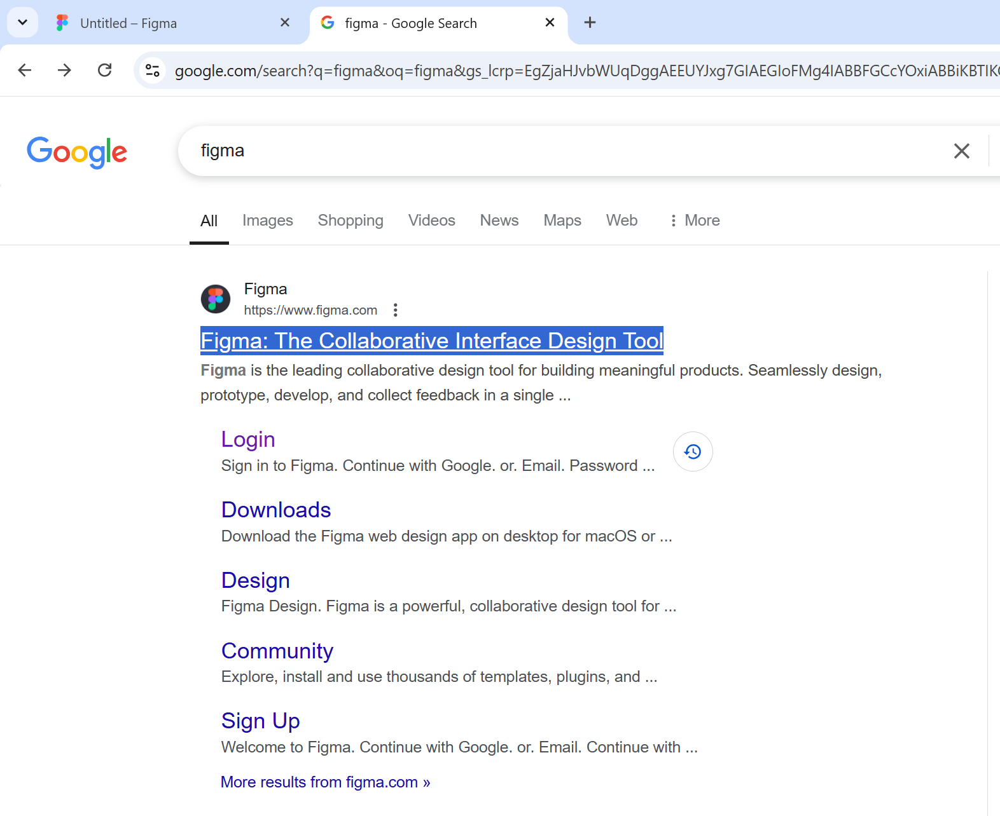 Untitled – Figma
figma - Google Search
google.com/search?q=figma&oq=figma&gs_lcrp=EgZjaHJvbWUqDggAEEUYJxg7GIAEGIoFMg4IABBFGCcYOxiABBiKBTIK
Google
figma
All Images Shopping Videos News Maps Web More
Figma
https://www.figma.com
Figma: The Collaborative Interface Design Tool
Figma is the leading collaborative design tool for building meaningful products. Seamlessly design,
prototype, develop, and collect feedback in a single ...
Login
Sign in to Figma. Continue with Google. or. Email. Password ...
Downloads
Download the Figma web design app on desktop for macOS or ...
Design
Figma Design. Figma is a powerful, collaborative design tool for ...
Community
Explore, install and use thousands of templates, plugins, and ...
Sign Up
Welcome to Figma. Continue with Google. or. Email. Continue with ...
More results from figma.com »